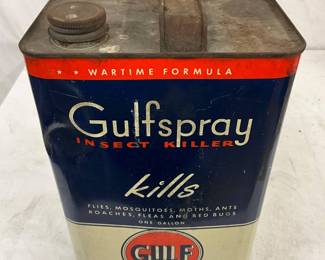 ★ ★ WARTIME FORMULA
Gulfspray
INSECT KILLER
kills
FLIES, MOSQUITOES, MOTHS, ANTS
ROACHES, FLEAS AND BED BUGS
ONE GALLON
GULF